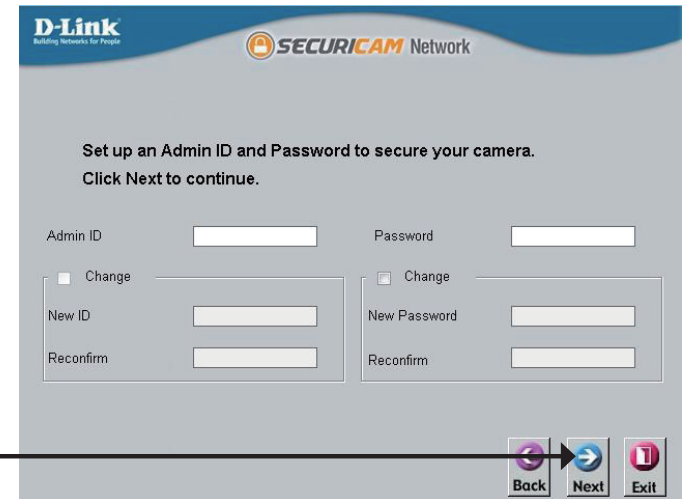 D-Link
Building Networks for People
SECURICAM Network
Set up an Admin ID and Password to secure your camera.
Click Next to continue.
Admin ID
Password
Change
Change
New ID
New Password
Reconfirm
Reconfirm
Back
Next
Exit